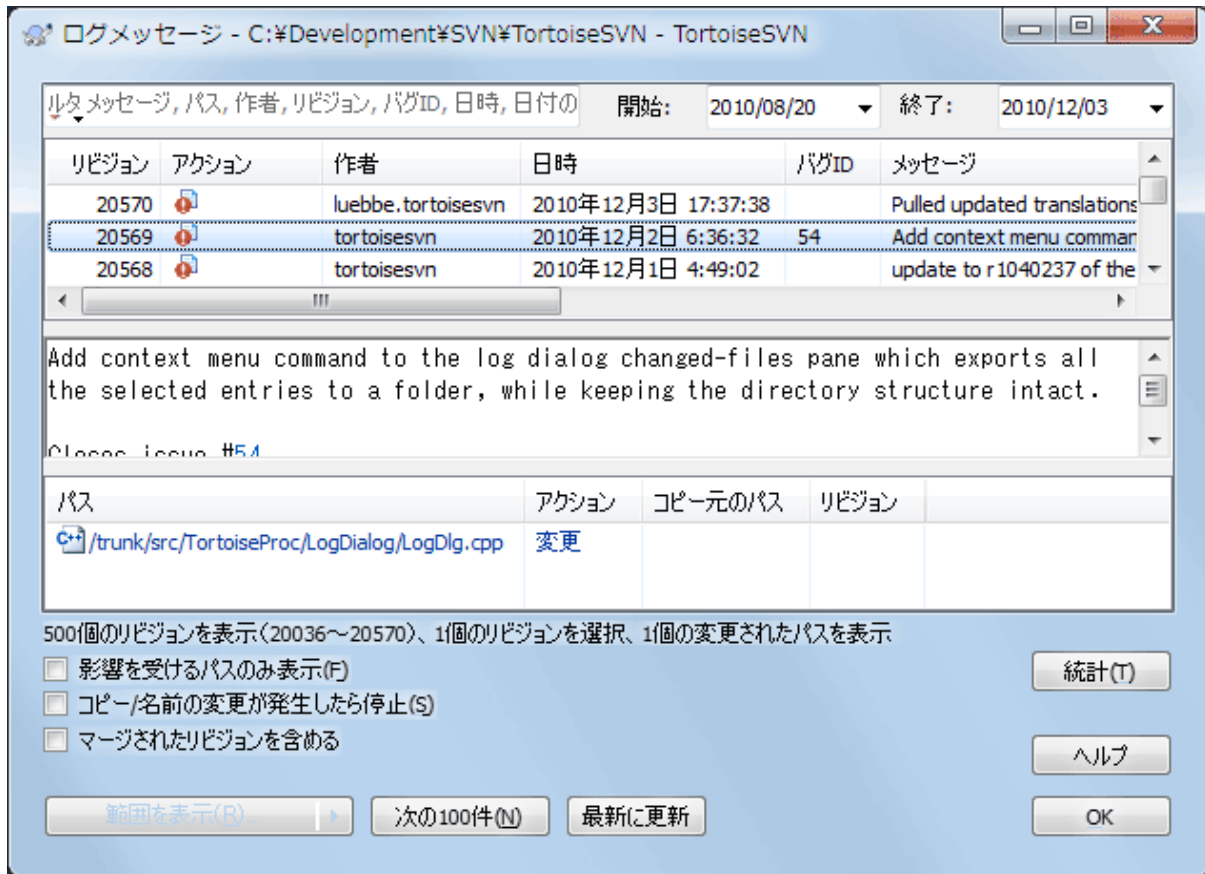 ログメッセージ - C:¥Development¥SVN¥TortoiseSVN - TortoiseSVN
ルタ メッセージ, パス, 作者, リビジョン, バグID, 日時, 日付の 開始: 2010/08/20 終了: 2010/12/03
リビジョン アクション 作者 日時 バグID メッセージ
20570 luebbe.tortoisesvn 2010年12月3日 17:37:38 Pulled updated translations
20569 tortoisesvn 2010年12月2日 6:36:32 54 Add context menu comman
20568 tortoisesvn 2010年12月1日 4:49:02 update to r1040237 of the
Add context menu command to the log dialog changed-files pane which exports all
the selected entries to a folder, while keeping the directory structure intact.
Closes issue #54
パス アクション コピー元のパス リビジョン
C++ /trunk/src/TortoiseProc/LogDialog/LogDlg.cpp 変更
500個のリビジョンを表示(20036～20570)、1個のリビジョンを選択、1個の変更されたパスを表示
影響を受けるパスのみ表示(F)
統計(T)
コピー/名前の変更が発生したら停止(S)
マージされたリビジョンを含める
ヘルプ
範囲を表示(R)... 次の100件(N) 最新に更新 OK